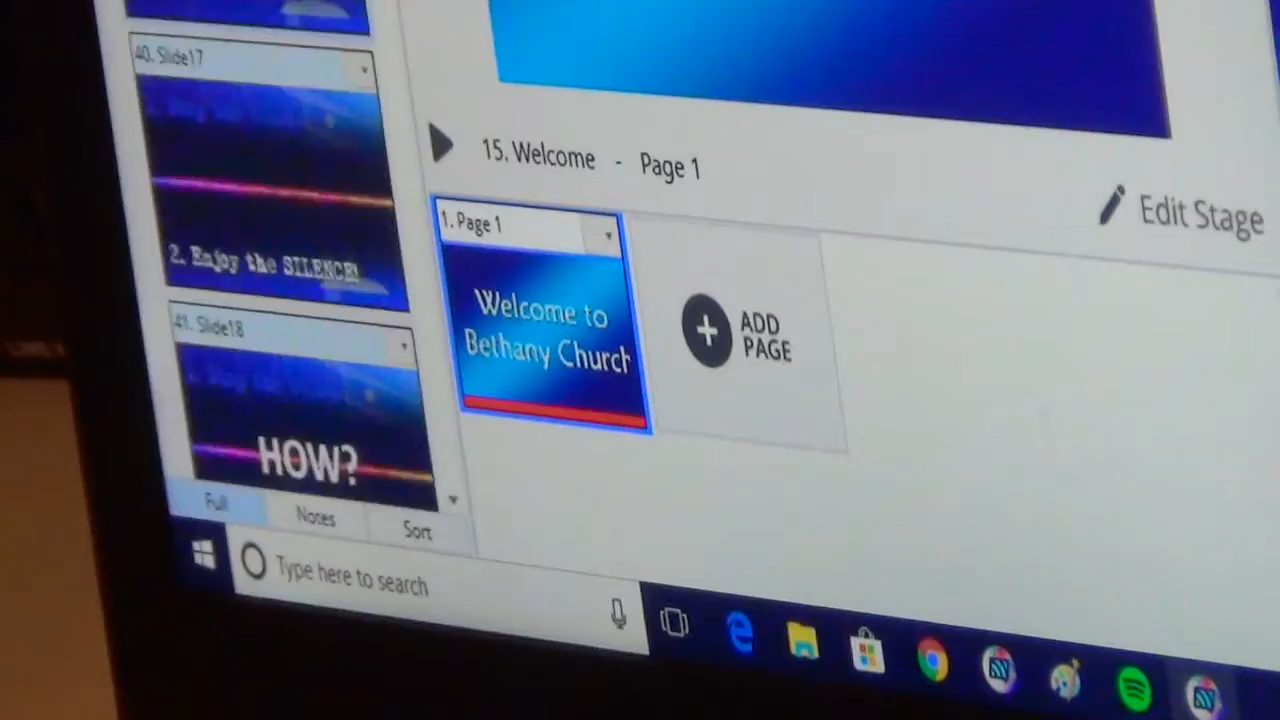 40. Slide17
2. Enjoy the SILENCE!
41. Slide18
HOW?
Full
Notes
Sort
15. Welcome - Page 1
Edit Stage
1. Page 1
Welcome to
Bethany Church
ADD
PAGE
Type here to search